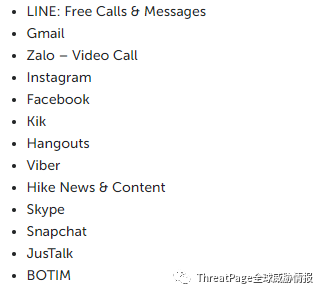 LINE: Free Calls & Messages
Gmail
Zalo – Video Call
Instagram
Facebook
Kik
Hangouts
Viber
Hike News & Content
Skype
Snapchat
JusTalk
BOTIM
ThreatPage全球威胁情报